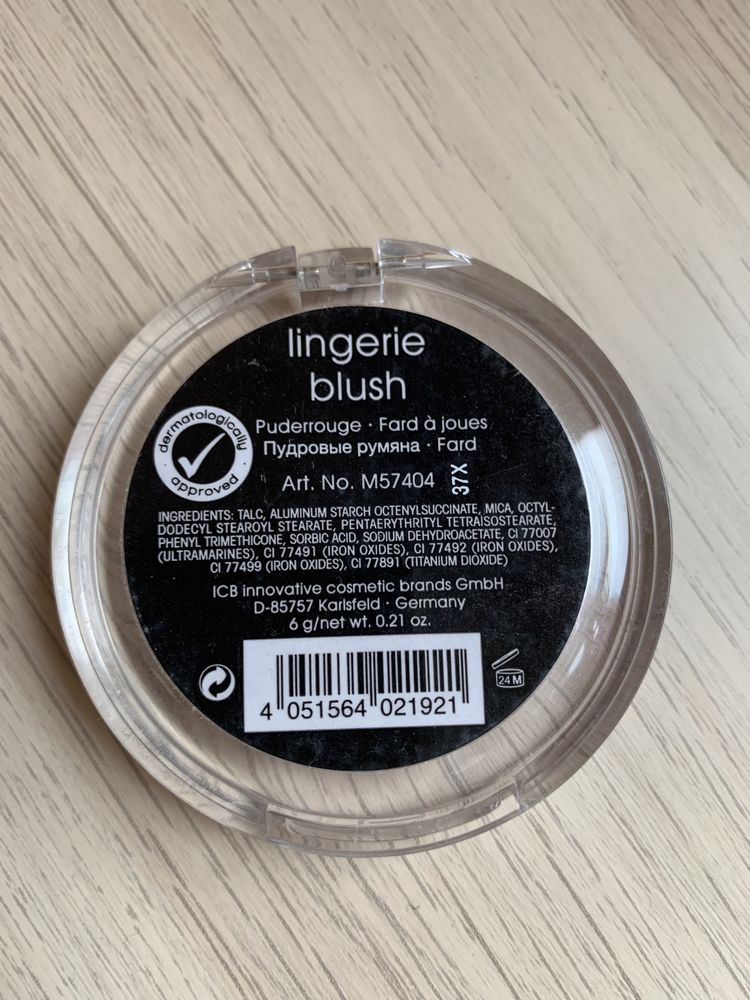 lingerie
blush
Puderrouge · Fard à joues
Пудровые румяна · Fard
dermatologically
approved
Art. No. M57404
37X
INGREDIENTS: TALC, ALUMINUM STARCH OCTENYLSUCCINATE, MICA, OCTYL-
DODECYL STEAROYL STEARATE, PENTAERYTHRITYL TETRAISOSTEARATE,
PHENYL TRIMETHICONE, SORBIC ACID, SODIUM DEHYDROACETATE, CI 77007
(ULTRAMARINES), CI 77491 (IRON OXIDES), CI 77492 (IRON OXIDES),
CI 77499 (IRON OXIDES), CI 77891 (TITANIUM DIOXIDE)
ICB innovative cosmetic brands GmbH
D-85757 Karlsfeld · Germany
6 g/net wt. 0.21 oz.
24 M
4 051564 021921